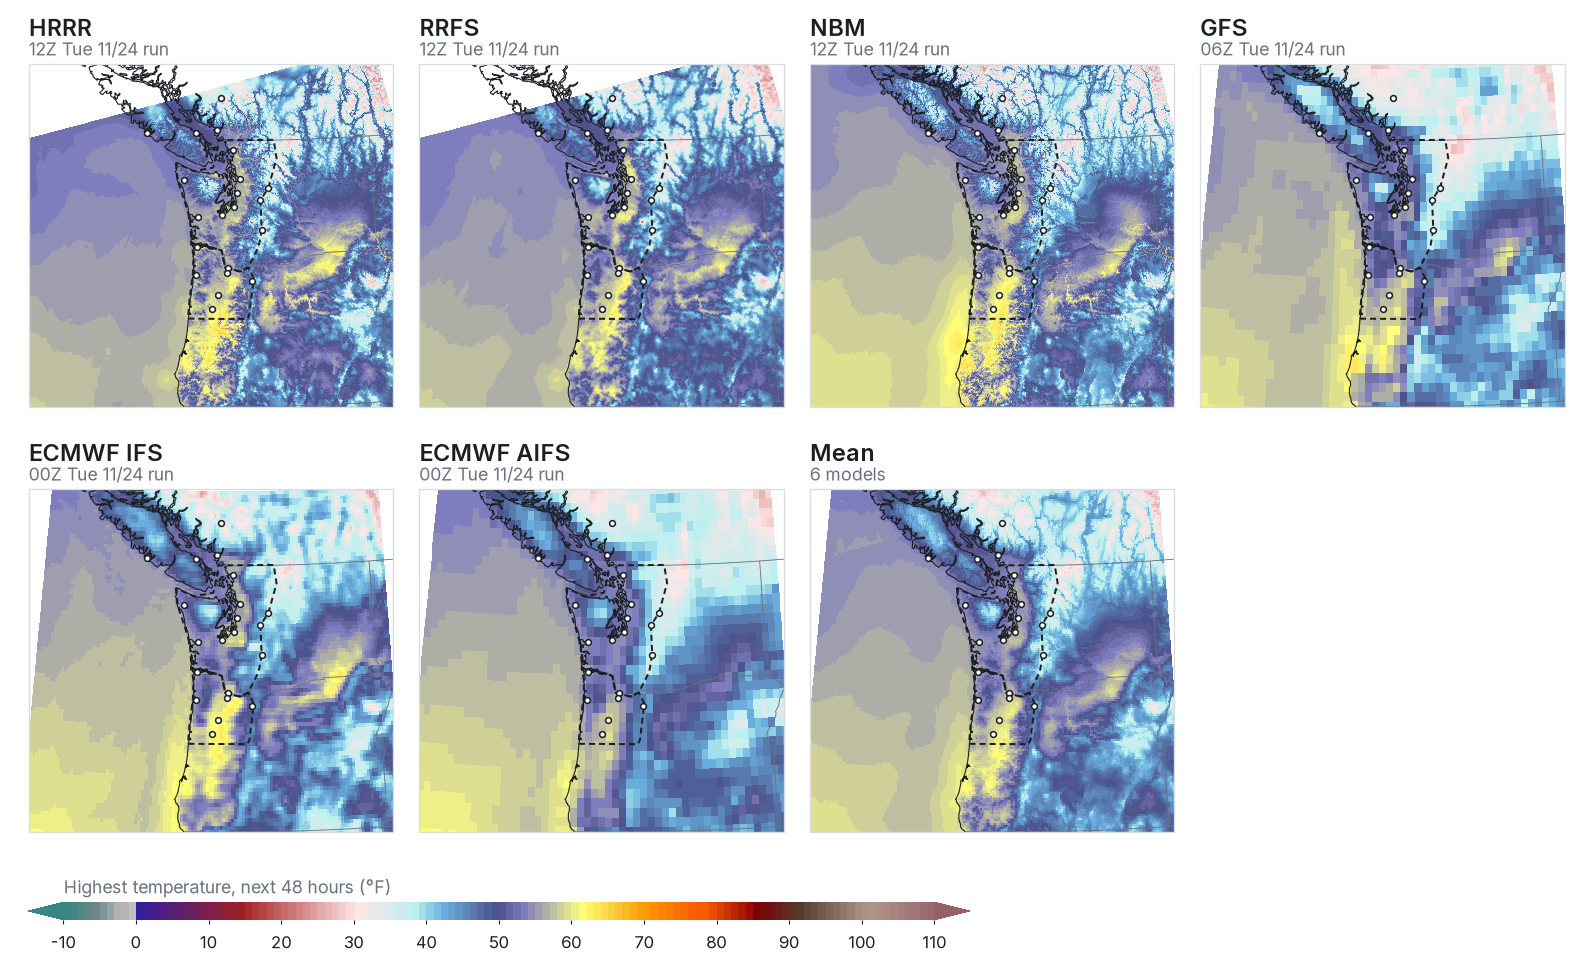 HRRR
12Z Tue 11/24 run
RRFS
12Z Tue 11/24 run
NBM
12Z Tue 11/24 run
GFS
06Z Tue 11/24 run
ECMWF IFS
00Z Tue 11/24 run
ECMWF AIFS
00Z Tue 11/24 run
Mean
6 models
Highest temperature, next 48 hours (°F)
-10 0 10 20 30 40 50 60 70 80 90 100 110